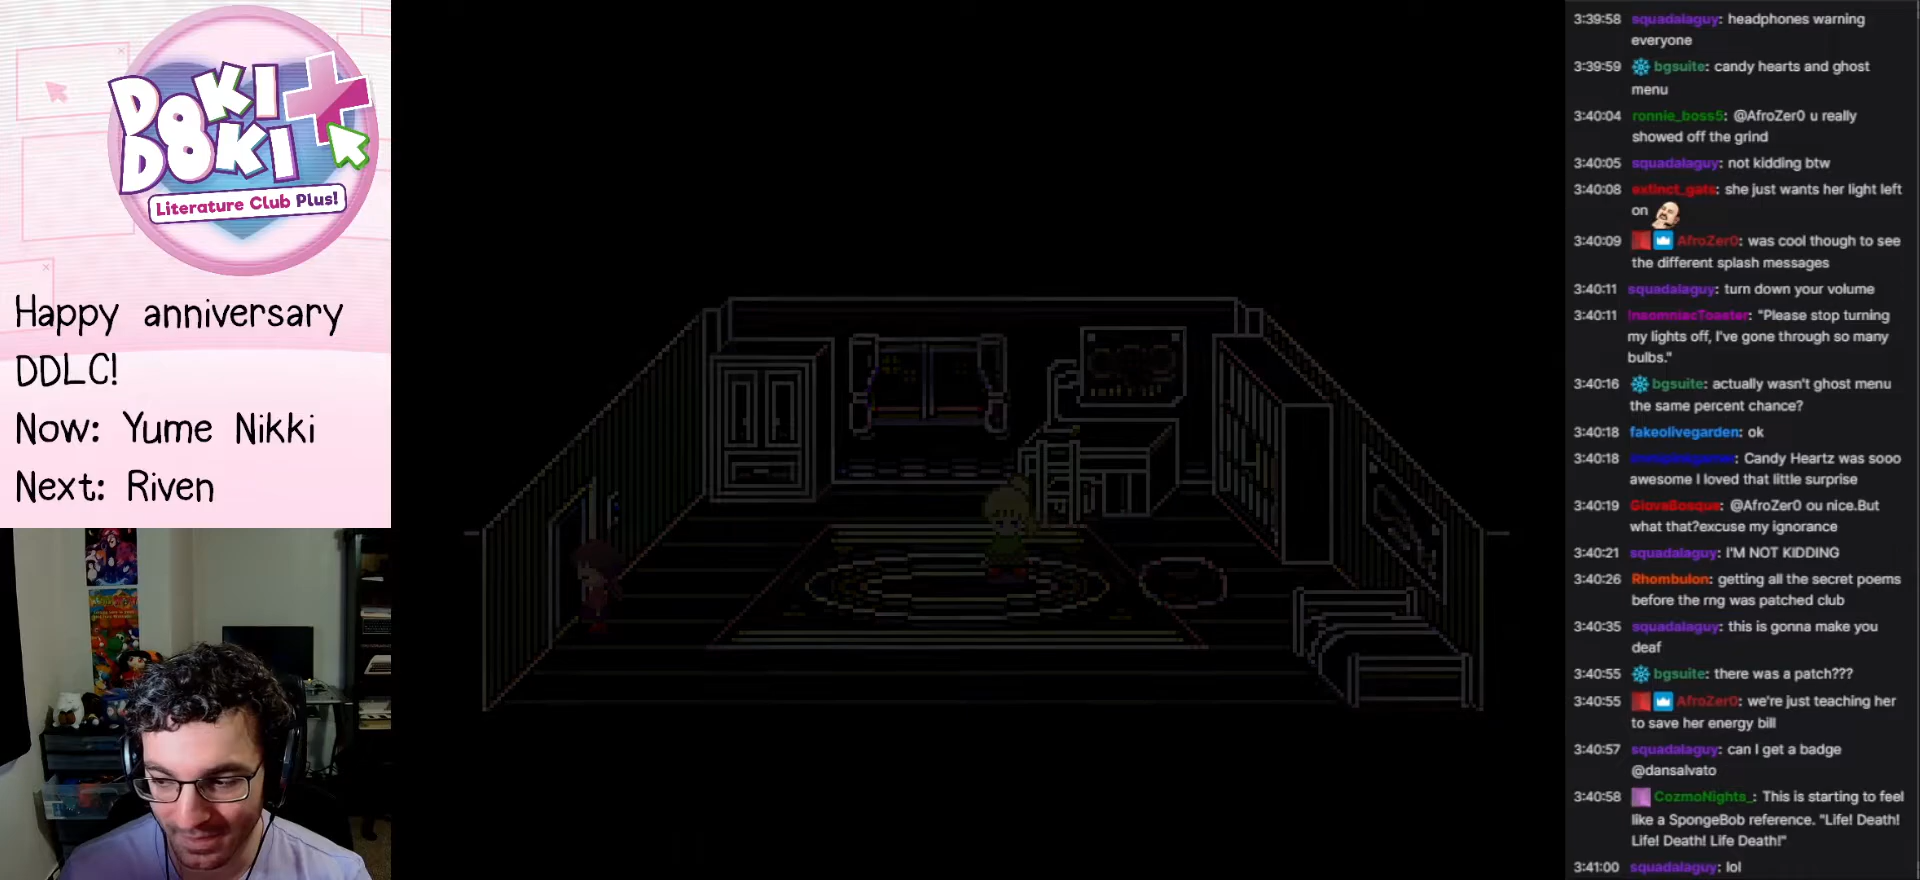 DOKI
DOKI
Literature Club Plus!
Happy anniversary
DDLC!
Now: Yume Nikki
Next: Riven
3:39:58 squadalaguy: headphones warning
everyone
3:39:59 bgsuite: candy hearts and ghost
menu
3:40:04 ronnie_boss5: @AfroZer0 u really
showed off the grind
3:40:05 squadalaguy: not kidding btw
3:40:08 extinct_gats: she just wants her light left
on
3:40:09 AfroZer0: was cool though to see
the different splash messages
3:40:11 squadalaguy: turn down your volume
3:40:11 InsomniacToaster: "Please stop turning
my lights off, I've gone through so many
bulbs."
3:40:16 bgsuite: actually wasn't ghost menu
the same percent chance?
3:40:18 fakeolivegarden: ok
3:40:18 Candy Heartz was sooo
awesome I loved that little surprise
3:40:19 GiovaBosque: @AfroZer0 ou nice.But
what that?excuse my ignorance
3:40:21 squadalaguy: I'M NOT KIDDING
3:40:26 Rhombulon: getting all the secret poems
before the rng was patched club
3:40:35 squadalaguy: this is gonna make you
deaf
3:40:55 bgsuite: there was a patch???
3:40:55 AfroZer0: we're just teaching her
to save her energy bill
3:40:57 squadalaguy: can I get a badge
@dansalvato
3:40:58 CozmoNights_: This is starting to feel
like a SpongeBob reference. "Life! Death!
Life! Death! Life Death!"
3:41:00 squadalaguy: lol